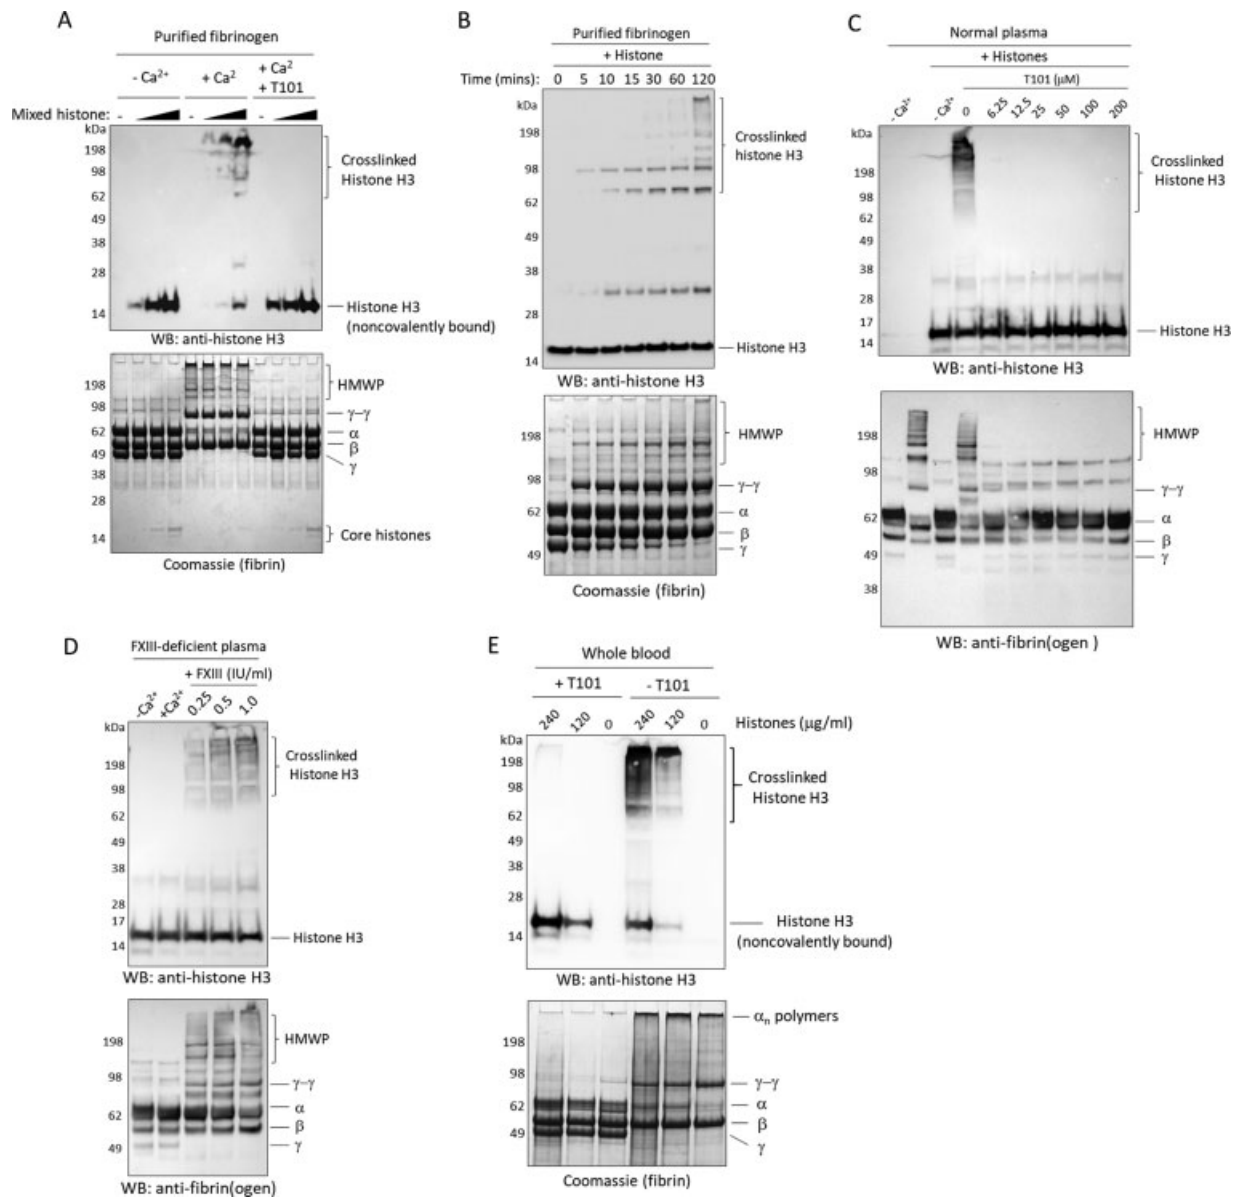 A
Purified fibrinogen
- Ca²⁺
+ Ca²
+ Ca²
+ T101
Mixed histone:
-
-
-
kDa
198
98
62
49
38
28
14
Crosslinked
Histone H3
Histone H3
(noncovalently bound)
WB: anti-histone H3
198
98
62
49
38
28
14
HMWP
γ–γ
α
β
γ
Core histones
Coomassie (fibrin)
B
Purified fibrinogen
+ Histone
Time (mins): 0 5 10 15 30 60 120
kDa
198
98
62
49
38
28
14
Crosslinked
histone H3
Histone H3
WB: anti-histone H3
198
98
62
49
HMWP
γ–γ
α
β
γ
Coomassie (fibrin)
C
Normal plasma
+ Histones
T101 (μM)
- Ca²⁺ - Ca²⁺ 0 6.25 12.5 25 50 100 200
kDa
198
98
62
49
38
28
17
14
Crosslinked
Histone H3
Histone H3
WB: anti-histone H3
198
98
62
49
38
HMWP
γ–γ
α
β
γ
WB: anti-fibrin(ogen )
D
FXIII-deficient plasma
+ FXIII (IU/ml)
-Ca²⁺ +Ca²⁺ 0.25 0.5 1.0
kDa
198
98
62
49
38
28
17
14
Crosslinked
Histone H3
Histone H3
WB: anti-histone H3
198
98
62
49
HMWP
γ–γ
α
β
γ
WB: anti-fibrin(ogen)
E
Whole blood
+ T101
- T101
240 120 0 240 120 0 Histones (μg/ml)
kDa
198
98
62
49
38
28
14
Crosslinked
Histone H3
Histone H3
(noncovalently bound)
WB: anti-histone H3
198
98
62
49
αₙ polymers
γ–γ
α
β
γ
Coomassie (fibrin)